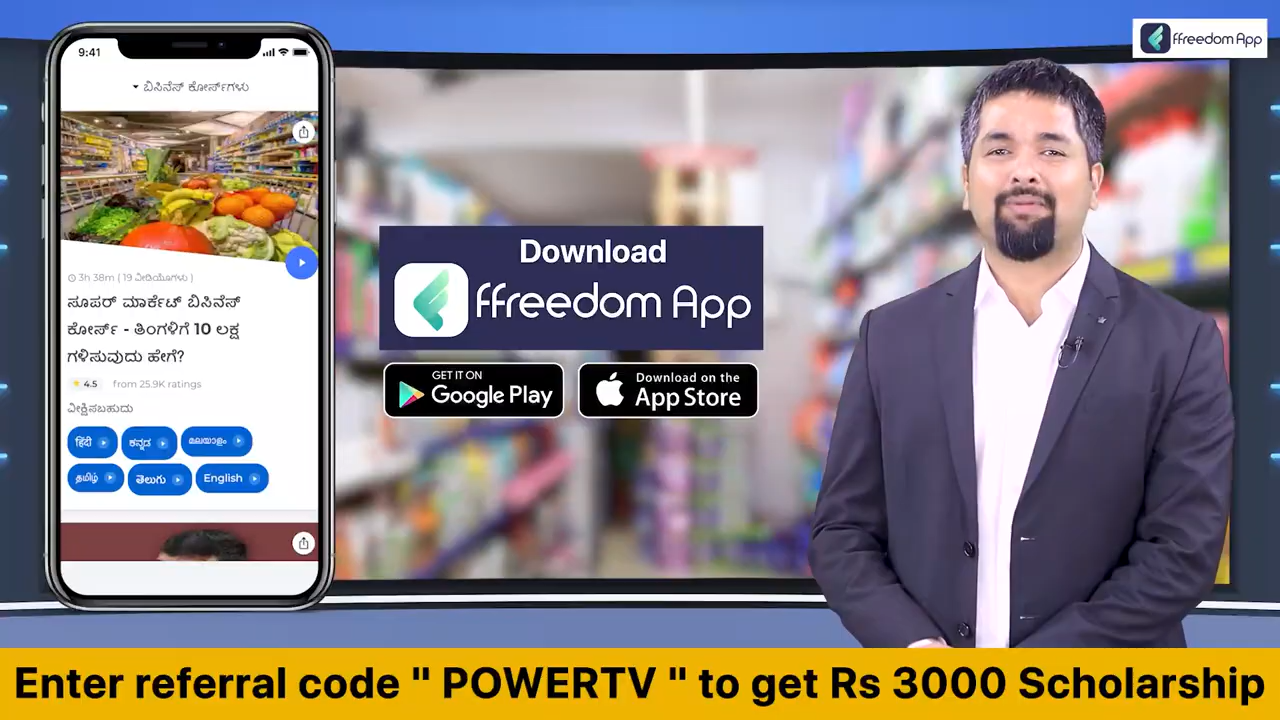 9:41
ಬಿಸಿನೆಸ್ ಕೋರ್ಸ್‌ಗಳು
3h 38m ( 19 ವೀಡಿಯೊಗಳು )
ಸೂಪರ್ ಮಾರ್ಕೆಟ್ ಬಿಸಿನೆಸ್
ಕೋರ್ಸ್ - ತಿಂಗಳಿಗೆ 10 ಲಕ್ಷ
ಗಳಿಸುವುದು ಹೇಗೆ?
4.5 from 25.9K ratings
ವೀಕ್ಷಿಸಬಹುದು
हिंदी ಕನ್ನಡ മലയാളം
தமிழ் తెలుగు English
Download
ffreedom App
GET IT ON
Google Play
Download on the
App Store
ffreedom App
Enter referral code " POWERTV " to get Rs 3000 Scholarship